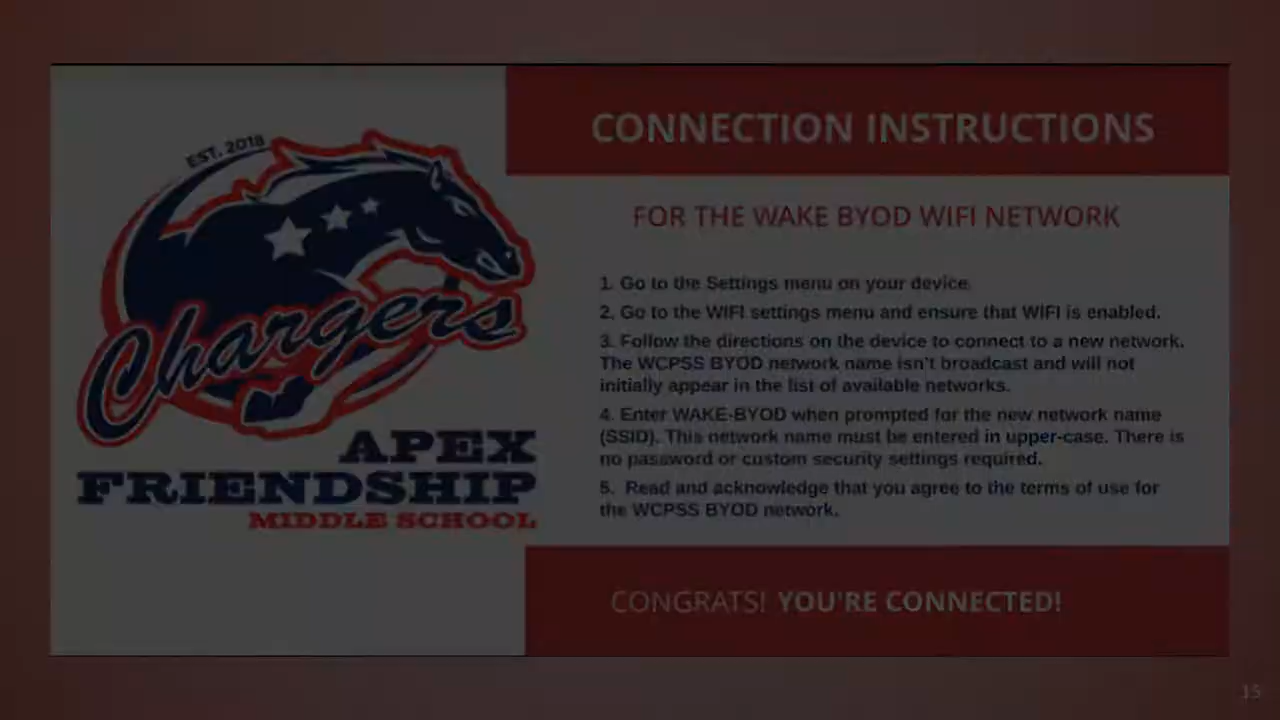 EST. 2018
Chargers
APEX
FRIENDSHIP
MIDDLE SCHOOL
CONNECTION INSTRUCTIONS
FOR THE WAKE BYOD WIFI NETWORK
1. Go to the Settings menu on your device.
2. Go to the WIFI settings menu and ensure that WIFI is enabled.
3. Follow the directions on the device to connect to a new network.
The WCPSS BYOD network name isn't broadcast and will not
initially appear in the list of available networks.
4. Enter WAKE-BYOD when prompted for the new network name
(SSID). This network name must be entered in upper-case. There is
no password or custom security settings required.
5. Read and acknowledge that you agree to the terms of use for
the WCPSS BYOD network.
CONGRATS! YOU'RE CONNECTED!
15